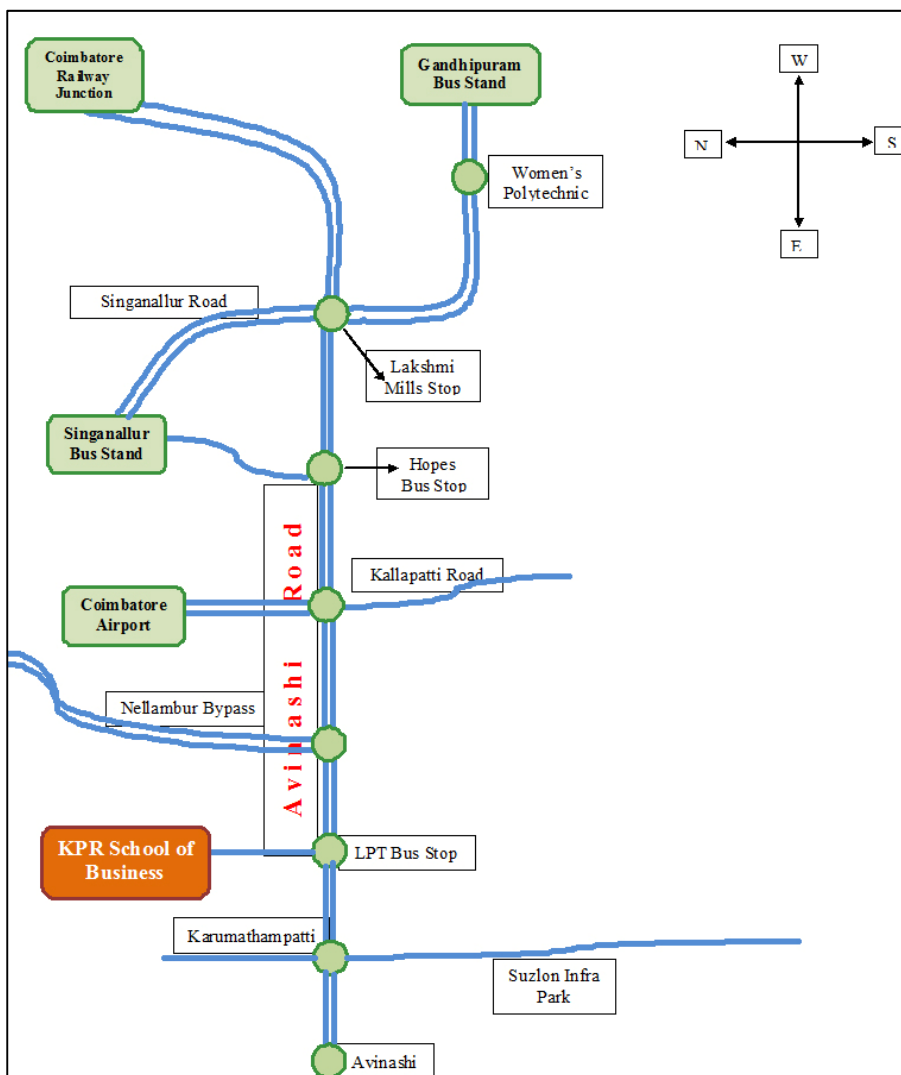 Coimbatore
Railway
Junction
Gandhipuram
Bus Stand
W
N
S
E
Women's
Polytechnic
Singanallur Road
Lakshmi
Mills Stop
Singanallur
Bus Stand
Hopes
Bus Stop
Avinashi Road
Kallapatti Road
Coimbatore
Airport
Nellambur Bypass
KPR School of
Business
LPT Bus Stop
Karumathampatti
Suzlon Infra
Park
Avinashi